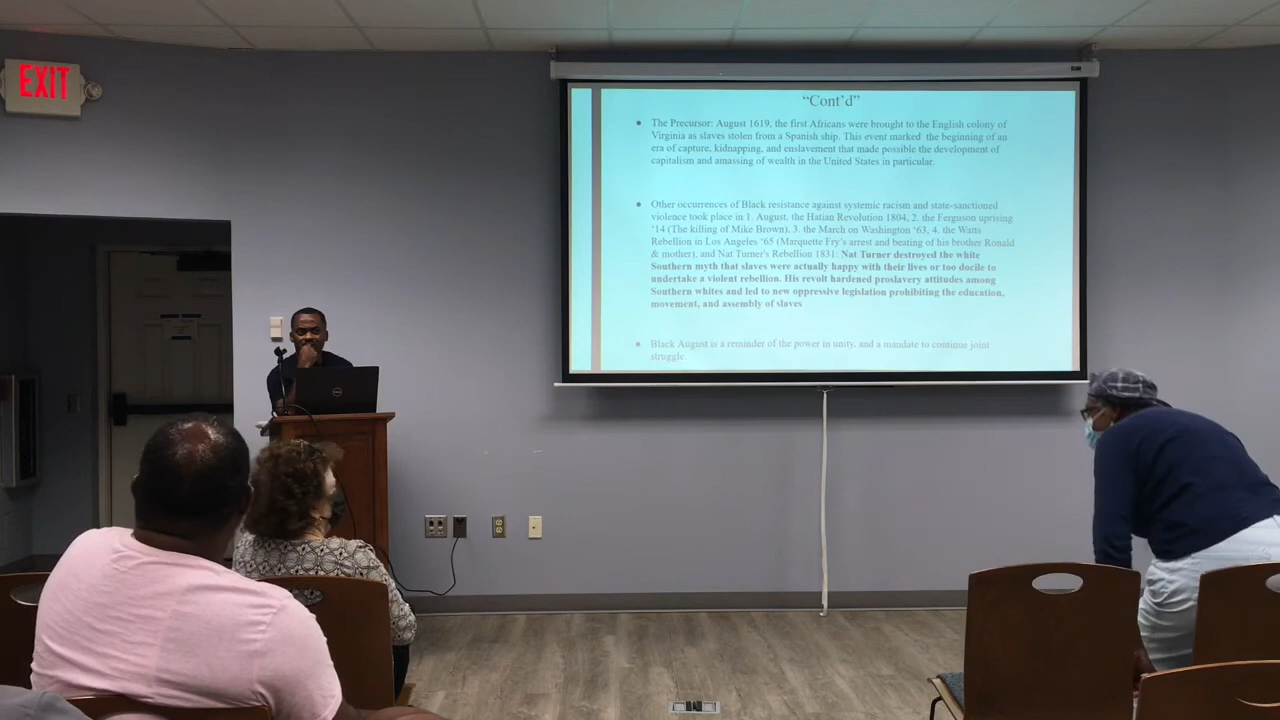 EXIT
“Cont’d”
● The Precursor: August 1619, the first Africans were brought to the English colony of
Virginia as slaves stolen from a Spanish ship. This event marked the beginning of an
era of capture, kidnapping, and enslavement that made possible the development of
capitalism and amassing of wealth in the United States in particular.
● Other occurrences of Black resistance against systemic racism and state-sanctioned
violence took place in 1. August, the Hatian Revolution 1804, 2. the Ferguson uprising
‘14 (The killing of Mike Brown), 3. the March on Washington ‘63, 4. the Watts
Rebellion in Los Angeles ‘65 (Marquette Fry’s arrest and beating of his brother Ronald
& mother), and Nat Turner's Rebellion 1831: Nat Turner destroyed the white
Southern myth that slaves were actually happy with their lives or too docile to
undertake a violent rebellion. His revolt hardened proslavery attitudes among
Southern whites and led to new oppressive legislation prohibiting the education,
movement, and assembly of slaves
● Black August is a reminder of the power in unity, and a mandate to continue joint
struggle.
DELL